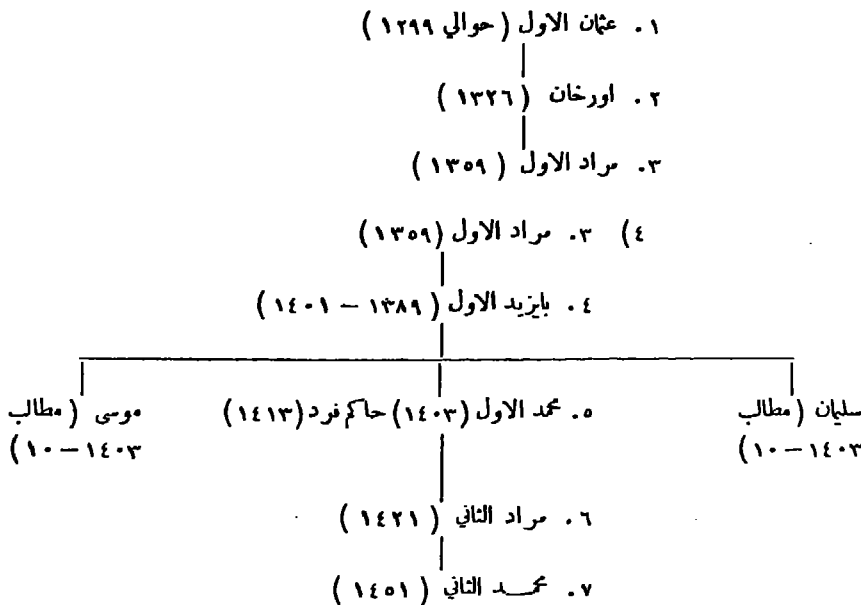 ١. عثمان الاول (حوالي ١٢٩٩)
٢. اورخان (١٣٢٦)
٣. مراد الاول (١٣٥٩)
٤) ٣. مراد الاول (١٣٥٩)
٤. بايزيد الاول (١٣٨٩ – ١٤٠١)
سليمان (مطالب ٥. محمد الاول (١٤٠٣) حاكم فرد (١٤١٣) موسى (مطالب
١٤٠٣ – ١٠) ١٤٠٣ – ١٠)
٦. مراد الثاني (١٤٢١)
٧. محمد الثاني (١٤٥١)